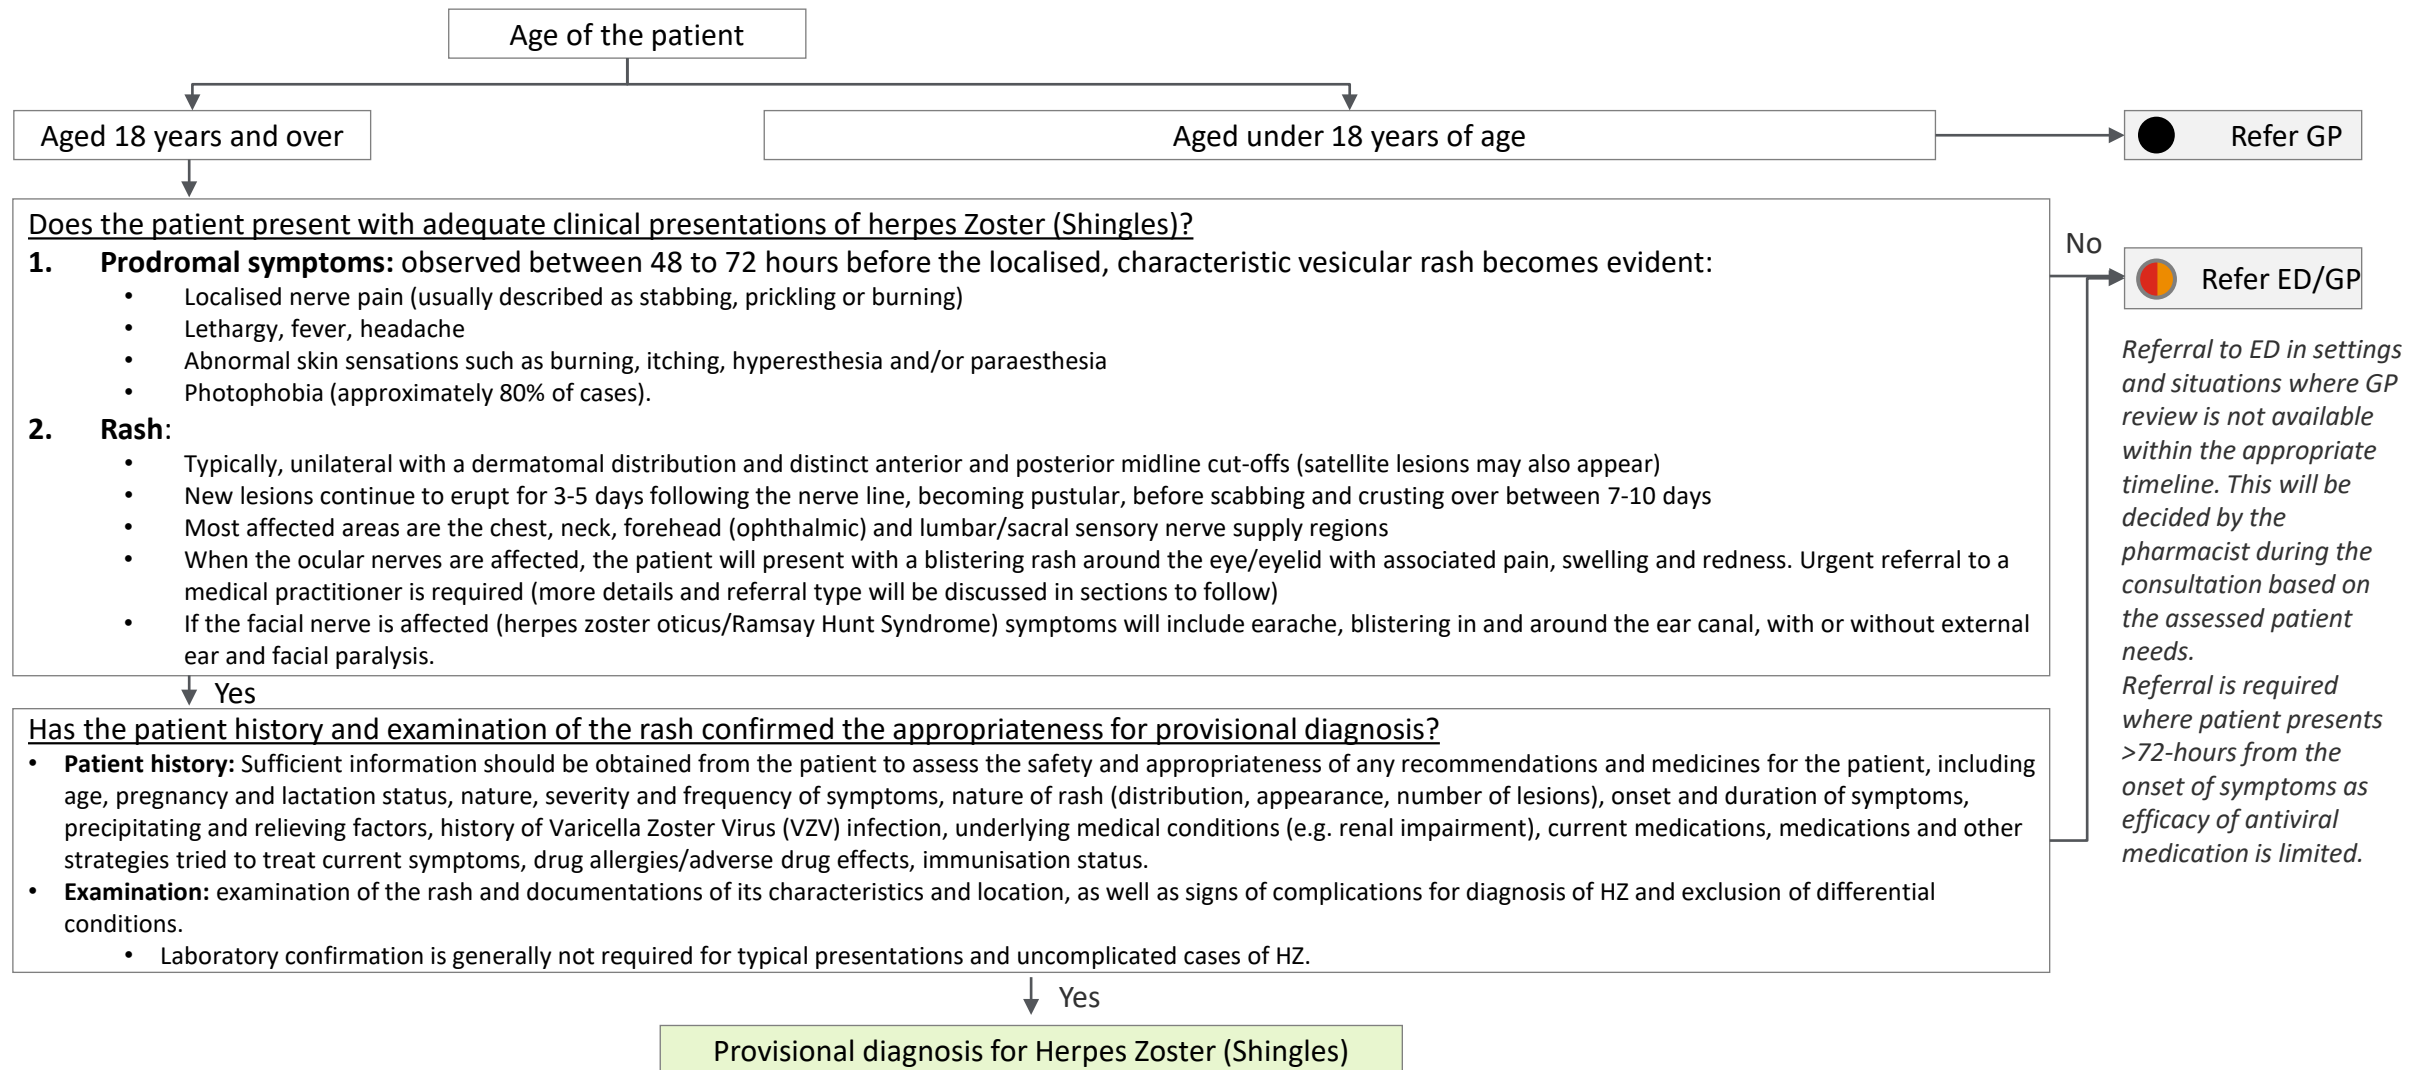 Age of the patient
Aged 18 years and over
Aged under 18 years of age
Refer GP
Does the patient present with adequate clinical presentations of herpes Zoster (Shingles)?
1. Prodromal symptoms: observed between 48 to 72 hours before the localised, characteristic vesicular rash becomes evident:
• Localised nerve pain (usually described as stabbing, prickling or burning)
• Lethargy, fever, headache
• Abnormal skin sensations such as burning, itching, hyperesthesia and/or paraesthesia
• Photophobia (approximately 80% of cases).
2. Rash:
• Typically, unilateral with a dermatomal distribution and distinct anterior and posterior midline cut-offs (satellite lesions may also appear)
• New lesions continue to erupt for 3-5 days following the nerve line, becoming pustular, before scabbing and crusting over between 7-10 days
• Most affected areas are the chest, neck, forehead (ophthalmic) and lumbar/sacral sensory nerve supply regions
• When the ocular nerves are affected, the patient will present with a blistering rash around the eye/eyelid with associated pain, swelling and redness. Urgent referral to a
medical practitioner is required (more details and referral type will be discussed in sections to follow)
• If the facial nerve is affected (herpes zoster oticus/Ramsay Hunt Syndrome) symptoms will include earache, blistering in and around the ear canal, with or without external
ear and facial paralysis.
No
Refer ED/GP
Referral to ED in settings
and situations where GP
review is not available
within the appropriate
timeline. This will be
decided by the
pharmacist during the
consultation based on
the assessed patient
needs.
Referral is required
where patient presents
>72-hours from the
onset of symptoms as
efficacy of antiviral
medication is limited.
Yes
Has the patient history and examination of the rash confirmed the appropriateness for provisional diagnosis?
• Patient history: Sufficient information should be obtained from the patient to assess the safety and appropriateness of any recommendations and medicines for the patient, including
age, pregnancy and lactation status, nature, severity and frequency of symptoms, nature of rash (distribution, appearance, number of lesions), onset and duration of symptoms,
precipitating and relieving factors, history of Varicella Zoster Virus (VZV) infection, underlying medical conditions (e.g. renal impairment), current medications, medications and other
strategies tried to treat current symptoms, drug allergies/adverse drug effects, immunisation status.
• Examination: examination of the rash and documentations of its characteristics and location, as well as signs of complications for diagnosis of HZ and exclusion of differential
conditions.
• Laboratory confirmation is generally not required for typical presentations and uncomplicated cases of HZ.
Yes
Provisional diagnosis for Herpes Zoster (Shingles)